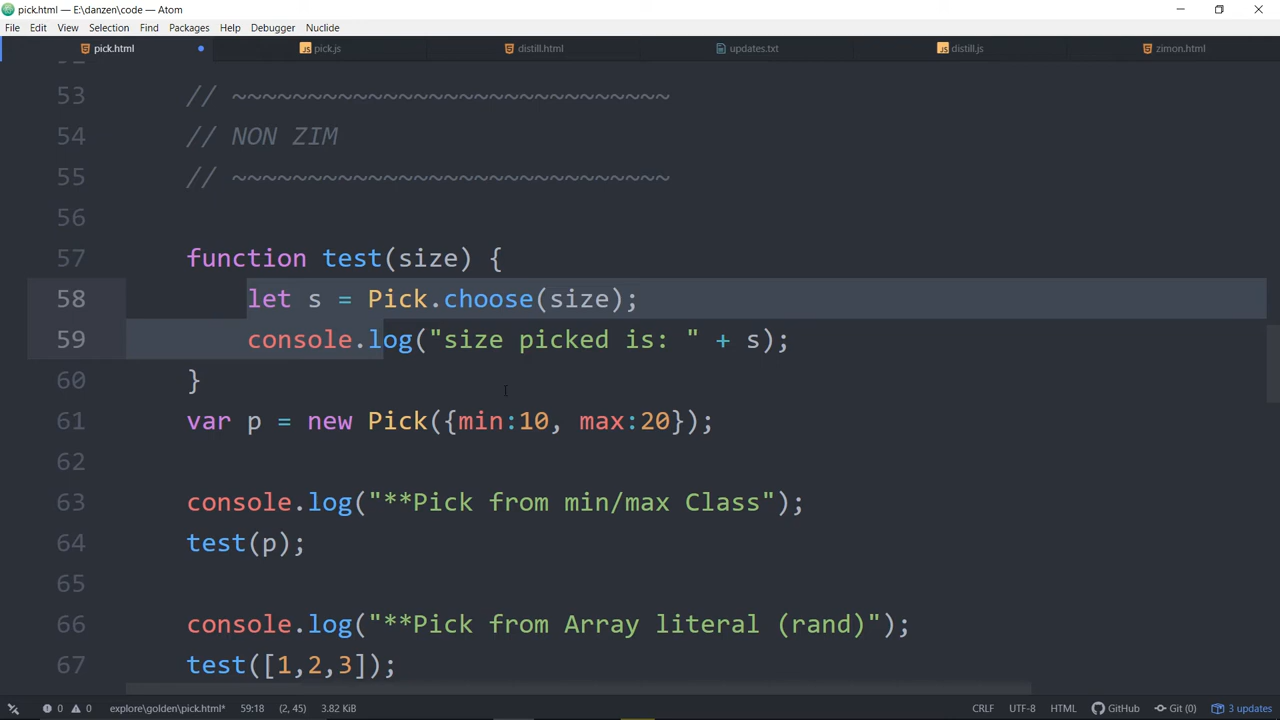 pick.html — E:\danzen\code — Atom
File Edit View Selection Find Packages Help Debugger Nuclide
pick.html pick.js distill.html updates.txt distill.js zimon.html
53 // ~~~~~~~~~~~~~~~~~~~~~~~~~~~~~
54 // NON ZIM
55 // ~~~~~~~~~~~~~~~~~~~~~~~~~~~~~
56
57 function test(size) {
58 let s = Pick.choose(size);
59 console.log("size picked is: " + s);
60 }
61 var p = new Pick({min:10, max:20});
62
63 console.log("**Pick from min/max Class");
64 test(p);
65
66 console.log("**Pick from Array literal (rand)");
67 test([1,2,3]);
0 0 explore\golden\pick.html* 59:18 (2, 45) 3.82 KiB CRLF UTF-8 HTML GitHub Git (0) 3 updates